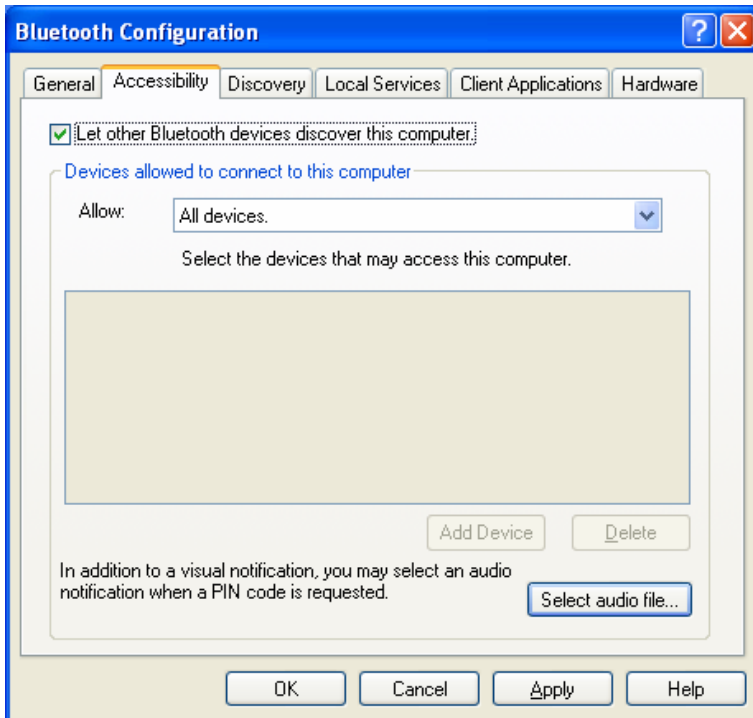 Bluetooth Configuration
General Accessibility Discovery Local Services Client Applications Hardware
Let other Bluetooth devices discover this computer.
Devices allowed to connect to this computer
Allow: All devices.
Select the devices that may access this computer.
Add Device Delete
In addition to a visual notification, you may select an audio
notification when a PIN code is requested.
Select audio file...
OK Cancel Apply Help